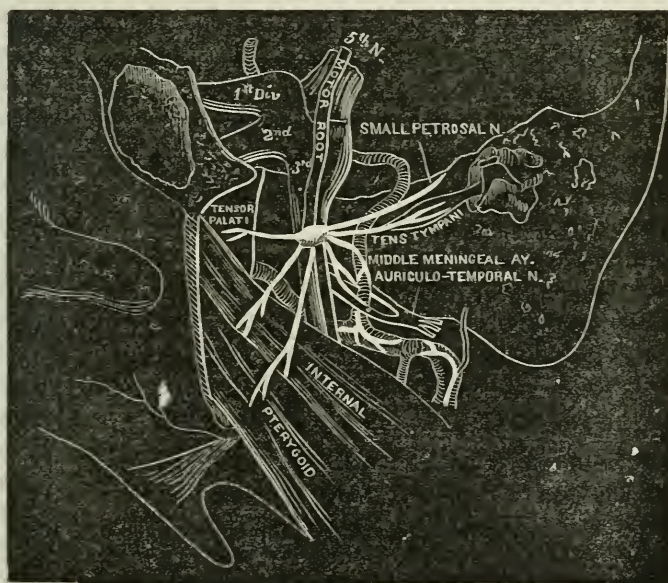 5th N.
MOTOR ROOT
1st Div
2nd
3rd
SMALL PETROSAL N.
TENSOR
PALATI
TENS TYMPANI
MIDDLE MENINGEAL AY.
AURICULO-TEMPORAL N.
INTERNAL
PTERYGOID